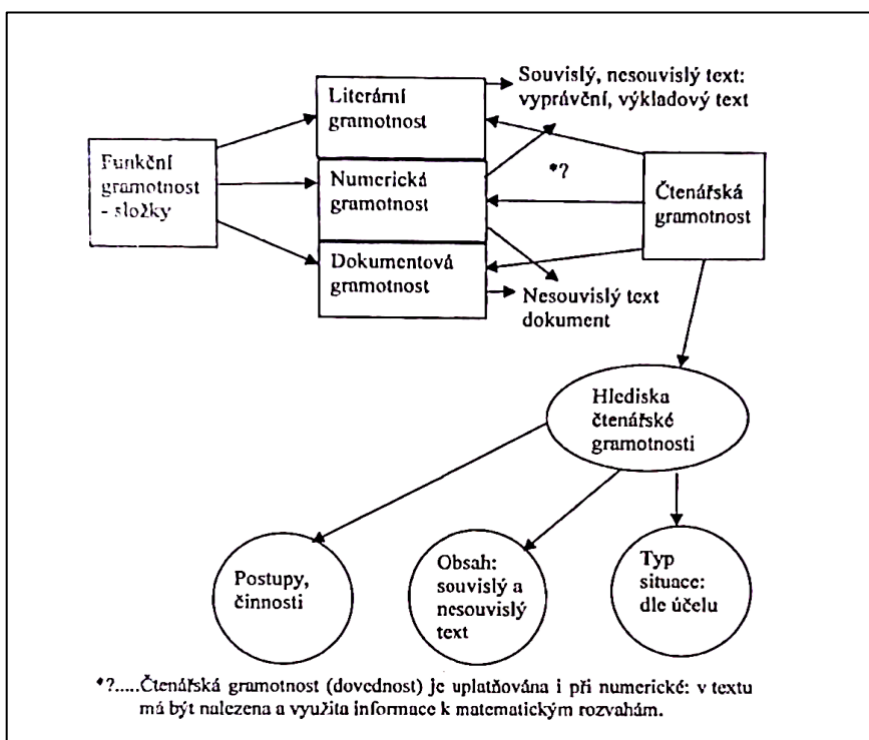 Souvislý, nesouvislý text:
vyprávční, výkladový text
Literární
gramotnost
Funkční
gramotnost
- složky
Numerická
gramotnost
*?
Čtenářská
gramotnost
Dokumentová
gramotnost
Nesouvislý text
dokument
Hlediska
čtenářské
gramotnosti
Postupy,
činnosti
Obsah:
souvislý a
nesouvislý
text
Typ
situace:
dle účelu
*?.....Čtenářská gramotnost (dovednost) je uplatňována i při numerické: v textu
má být nalezena a využita informace k matematickým rozvahám.